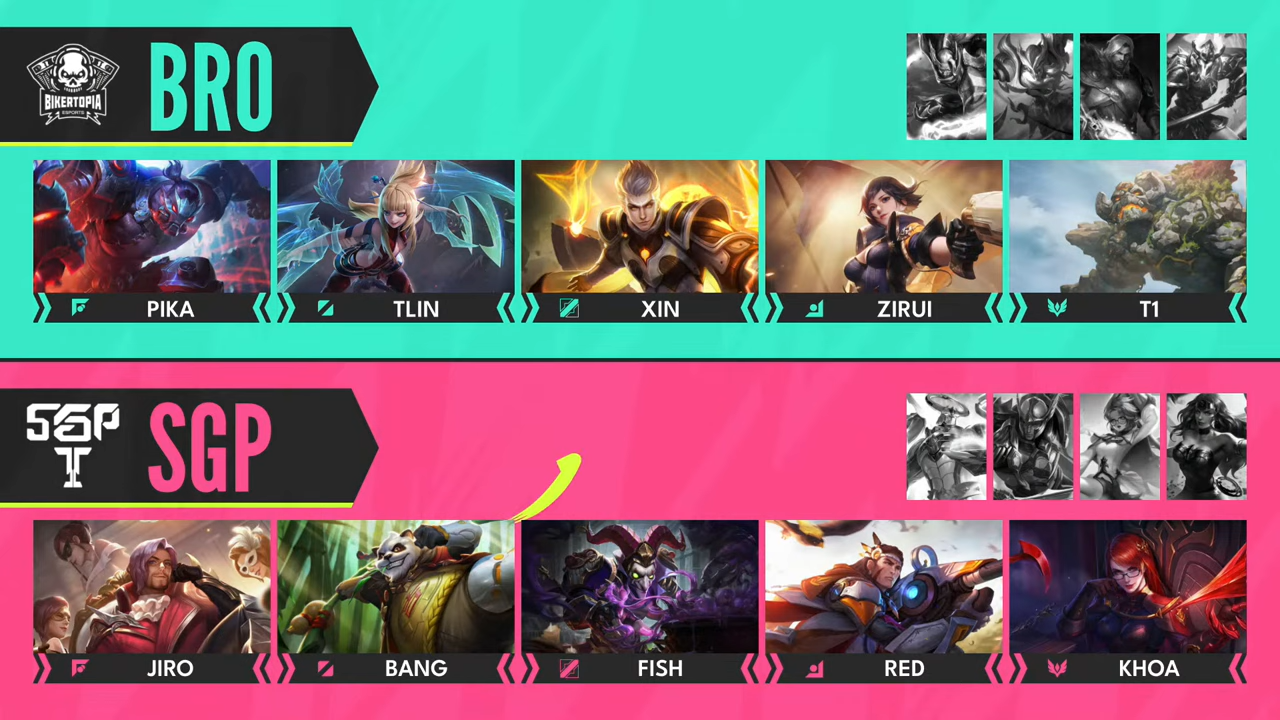 BIKERTOPIA
ESPORTS
BRO
PIKA
TLIN
XIN
ZIRUI
T1
SGP
SGP
JIRO
BANG
FISH
RED
KHOA